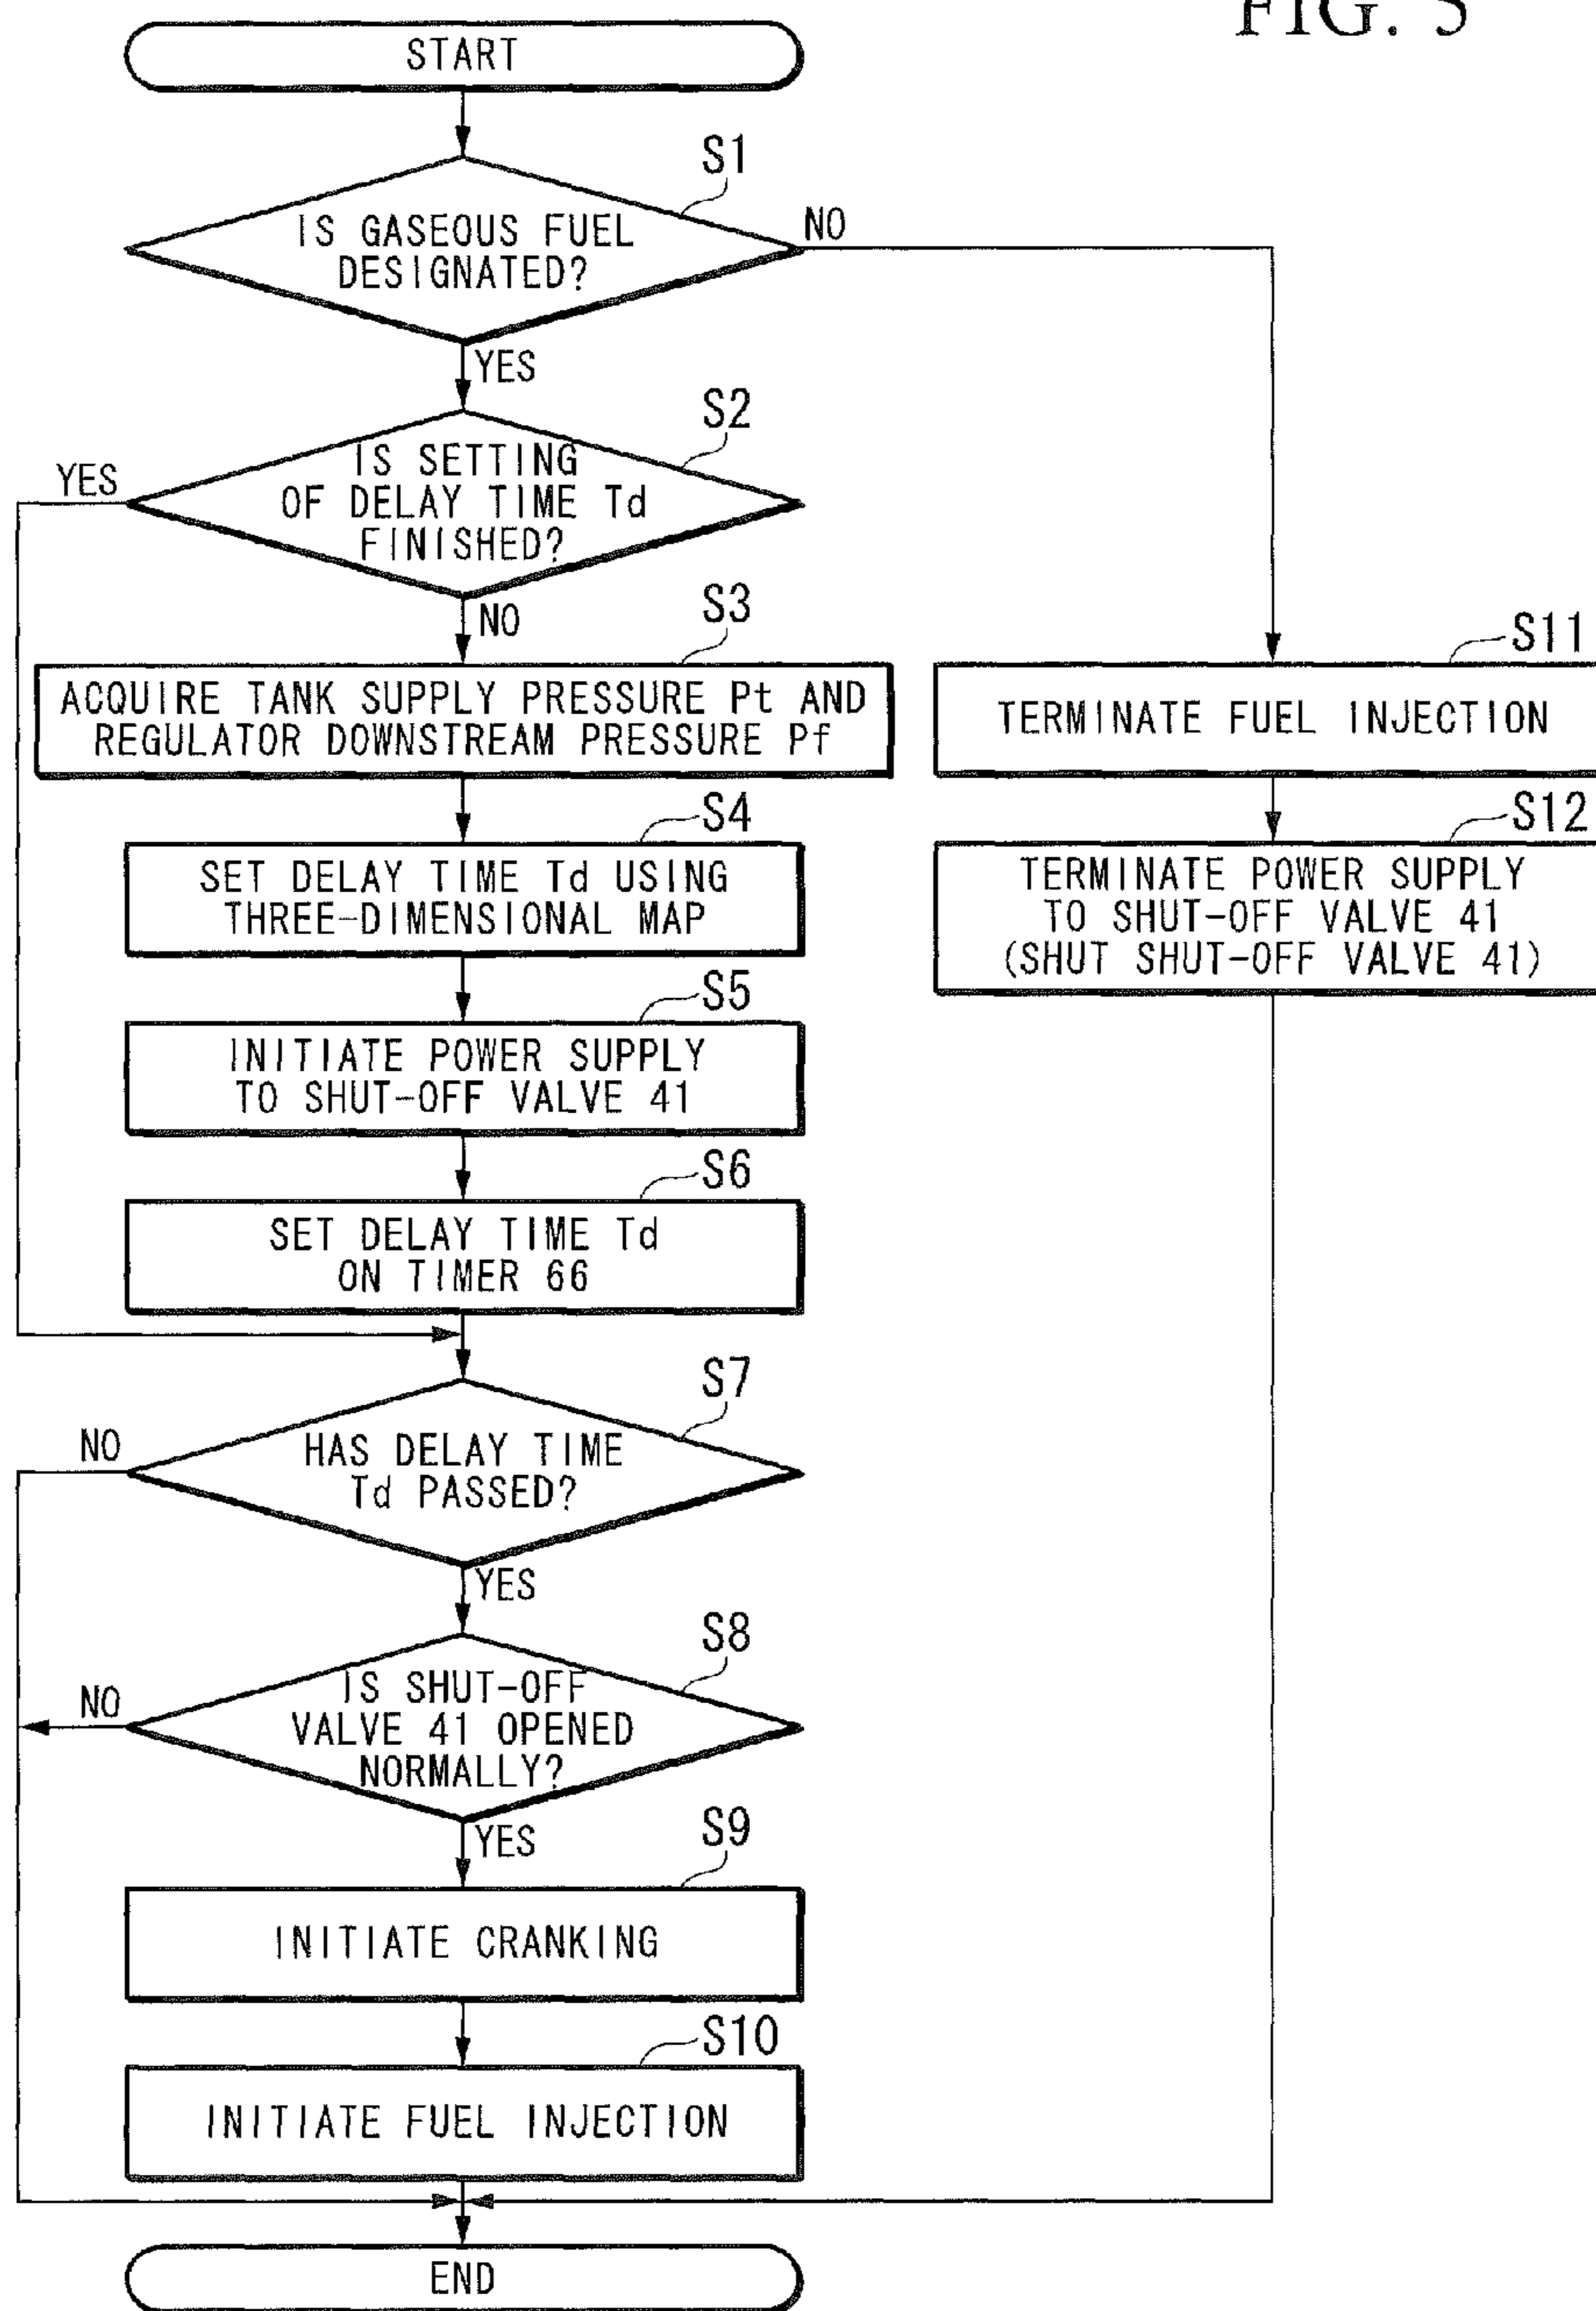 FIG. 5
START
S1
IS GASEOUS FUEL
DESIGNATED?
NO
YES
S2
IS SETTING
OF DELAY TIME Td
FINISHED?
YES
NO
S3
ACQUIRE TANK SUPPLY PRESSURE Pt AND
REGULATOR DOWNSTREAM PRESSURE Pf
S11
TERMINATE FUEL INJECTION
S4
SET DELAY TIME Td USING
THREE-DIMENSIONAL MAP
S12
TERMINATE POWER SUPPLY
TO SHUT-OFF VALVE 41
(SHUT SHUT-OFF VALVE 41)
S5
INITIATE POWER SUPPLY
TO SHUT-OFF VALVE 41
S6
SET DELAY TIME Td
ON TIMER 66
S7
HAS DELAY TIME
Td PASSED?
NO
YES
S8
IS SHUT-OFF
VALVE 41 OPENED
NORMALLY?
NO
YES
S9
INITIATE CRANKING
S10
INITIATE FUEL INJECTION
END